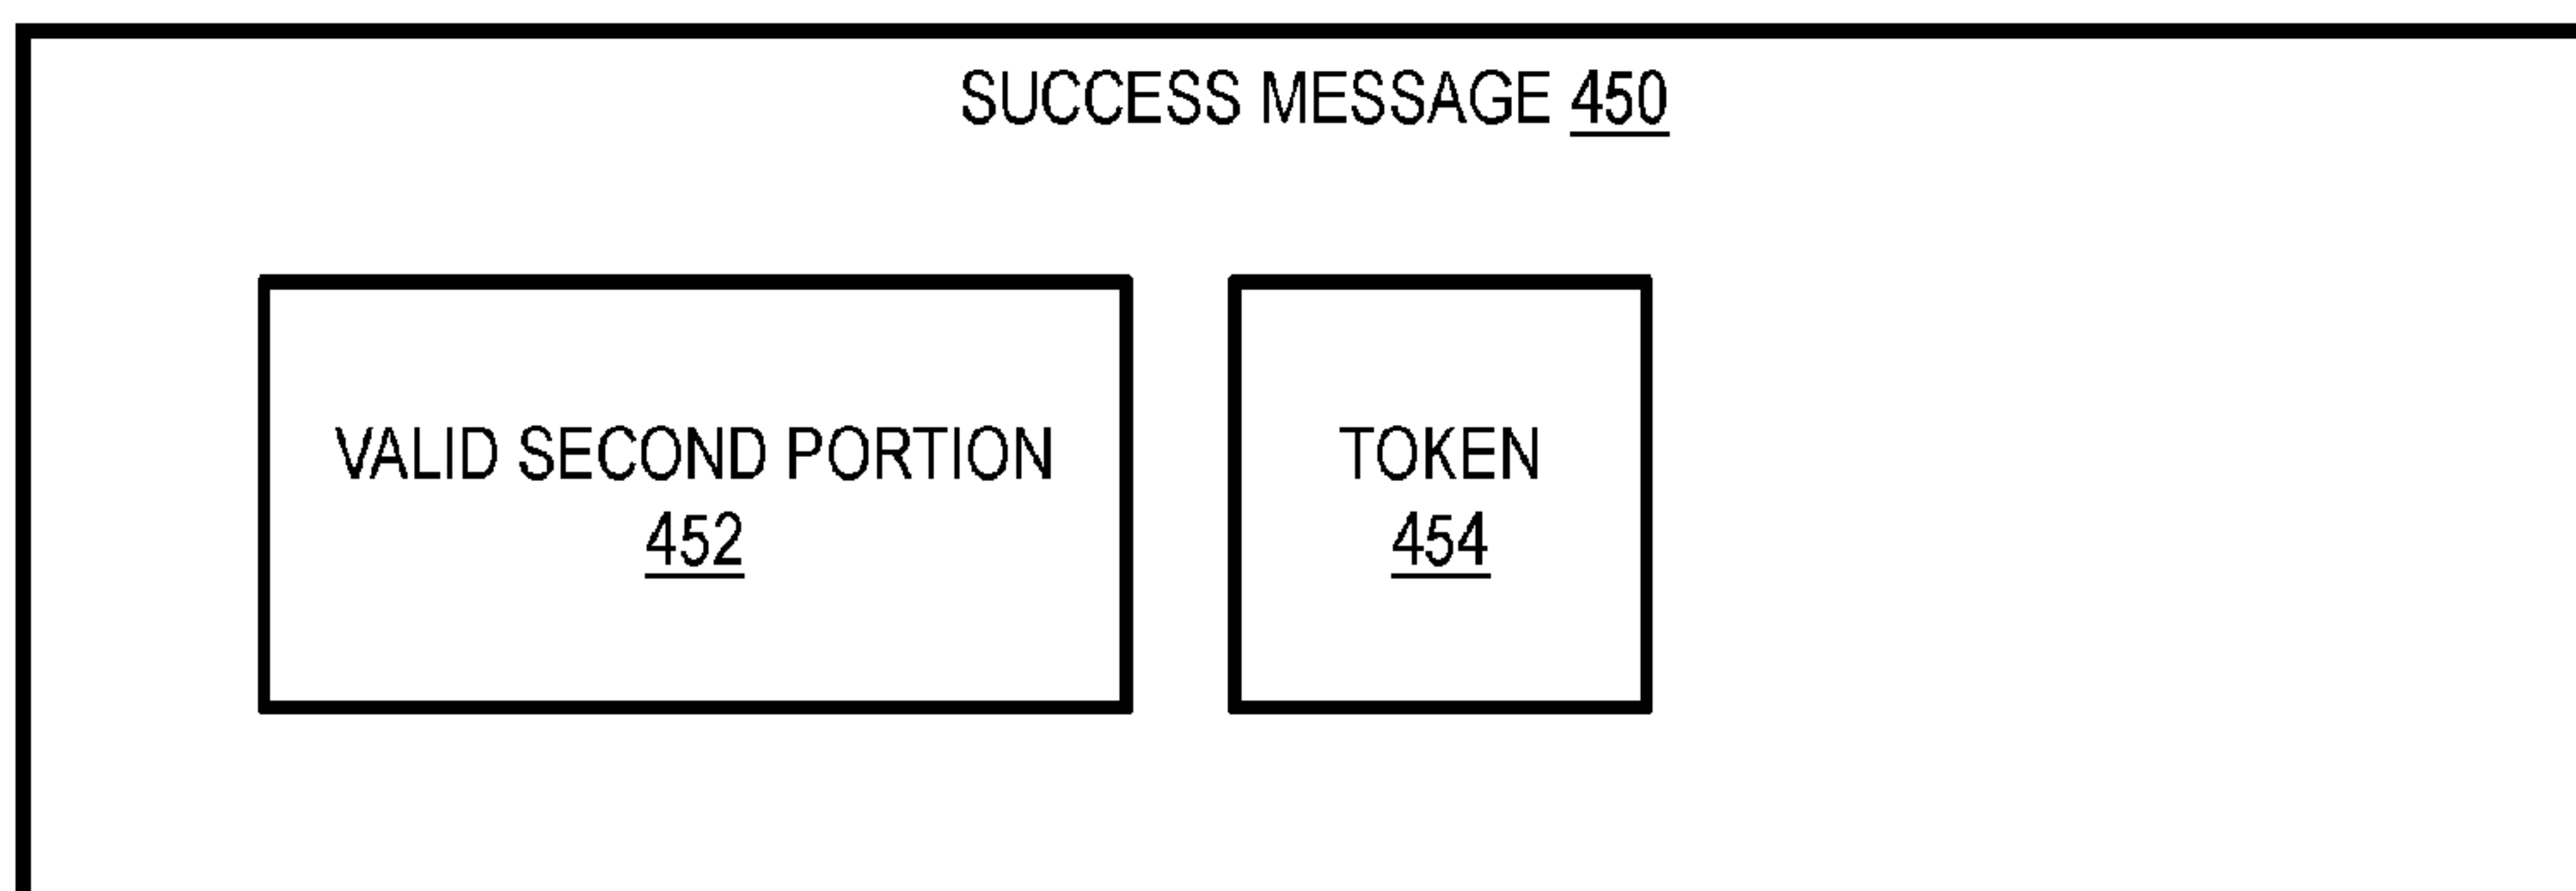 SUCCESS MESSAGE 450
VALID SECOND PORTION
452
TOKEN
454